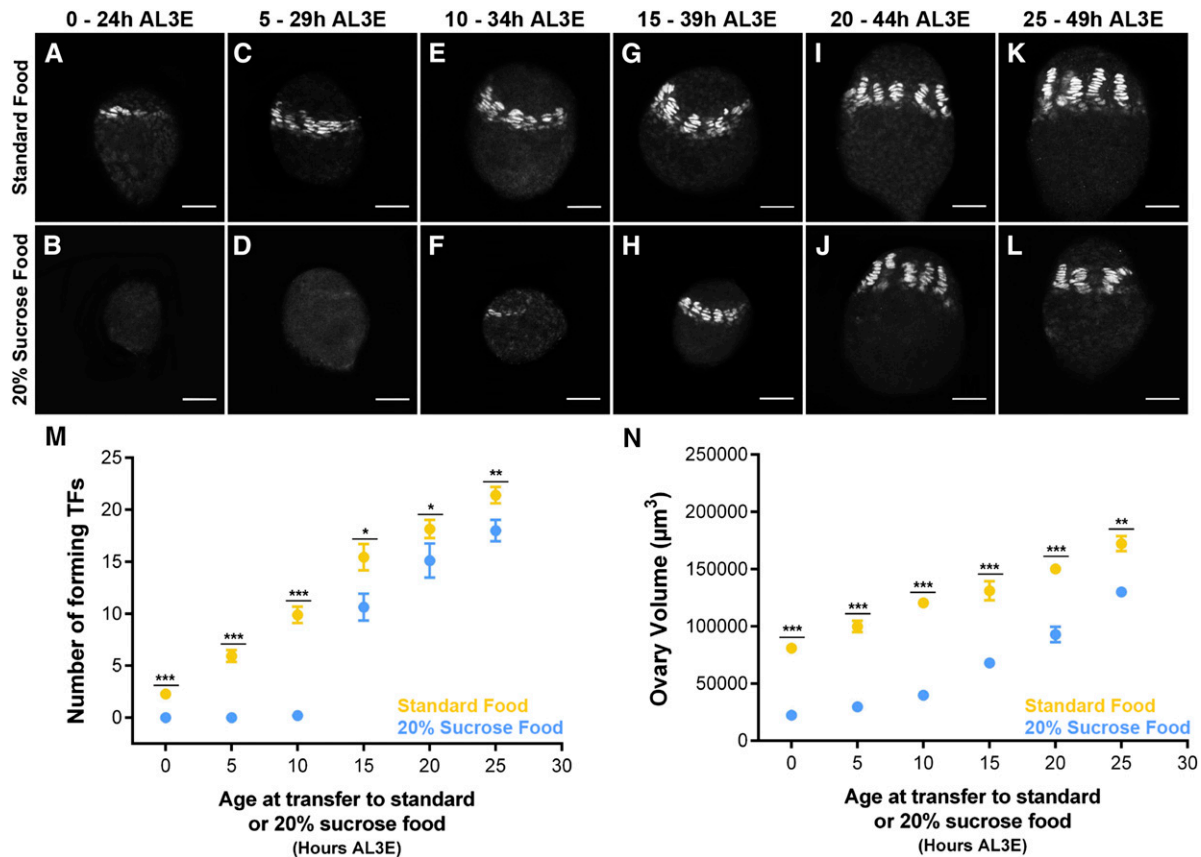 0 - 24h AL3E 5 - 29h AL3E 10 - 34h AL3E 15 - 39h AL3E 20 - 44h AL3E 25 - 49h AL3E
Standard Food
A C E G I K
20% Sucrose Food
B D F H J L
M
Number of forming TFs
25
20
15
10
5
0
*** *** *** * * **
Standard Food
20% Sucrose Food
0 5 10 15 20 25 30
Age at transfer to standard
or 20% sucrose food
(Hours AL3E)
N
Ovary Volume (µm³)
250000
200000
150000
100000
50000
0
*** *** *** *** *** **
Standard Food
20% Sucrose Food
0 5 10 15 20 25 30
Age at transfer to standard
or 20% sucrose food
(Hours AL3E)